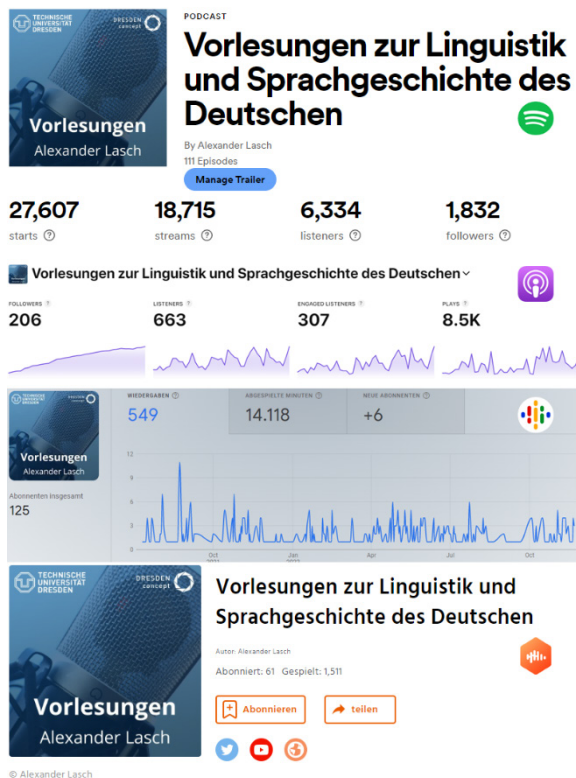 TECHNISCHE
UNIVERSITÄT
DRESDEN
DRESDEN
concept
Vorlesungen
Alexander Lasch
PODCAST
Vorlesungen zur Linguistik
und Sprachgeschichte des
Deutschen
By Alexander Lasch
111 Episodes
Manage Trailer
27,607
18,715
6,334
1,832
starts ?
streams ?
listeners ?
followers ?
Vorlesungen zur Linguistik und Sprachgeschichte des Deutschen
FOLLOWERS ?
LISTENERS ?
ENGAGED LISTENERS ?
PLAYS ?
206
663
307
8.5K
Vorlesungen
Alexander Lasch
Abonnenten insgesamt
125
WIEDERGABEN ?
ABGESPIELTE MINUTEN ?
NEUE ABONNENTEN ?
549
14.118
+6
12
9
6
3
0
Oct
Jan
Apr
Jul
Oct
TECHNISCHE
UNIVERSITÄT
DRESDEN
DRESDEN
concept
Vorlesungen
Alexander Lasch
Vorlesungen zur Linguistik und
Sprachgeschichte des Deutschen
Autor: Alexander Lasch
Abonniert: 61 Gespielt: 1,511
Abonnieren
teilen
© Alexander Lasch